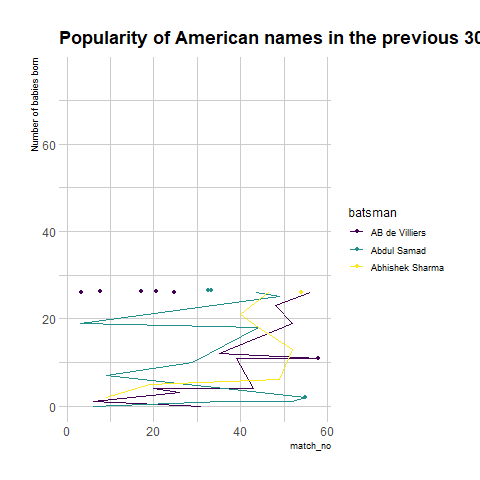 Popularity of American names in the previous 30
Number of babies born
60
40
20
0
0
20
40
60
match_no
batsman
AB de Villiers
Abdul Samad
Abhishek Sharma